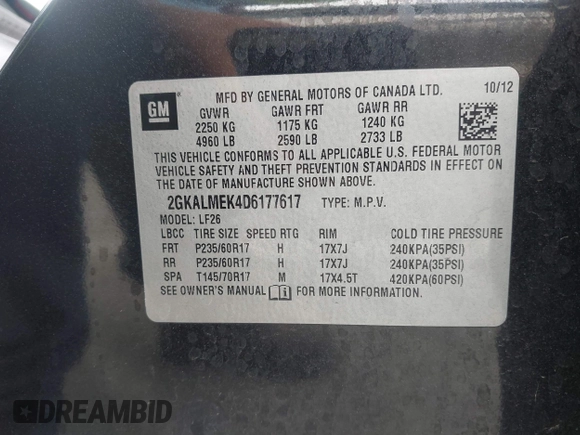 GM
MFD BY GENERAL MOTORS OF CANADA LTD. 10/12
GVWR GAWR FRT GAWR RR
2250 KG 1175 KG 1240 KG
4960 LB 2590 LB 2733 LB
THIS VEHICLE CONFORMS TO ALL APPLICABLE U.S. FEDERAL MOTOR
VEHICLE SAFETY AND THEFT PREVENTION STANDARDS IN EFFECT ON
THE DATE OF MANUFACTURE SHOWN ABOVE.
2GKALMEK4D6177617 TYPE: M.P.V.
MODEL: LF26
LBCC TIRE SIZE SPEED RTG RIM COLD TIRE PRESSURE
FRT P235/60R17 H 17X7J 240KPA(35PSI)
RR P235/60R17 H 17X7J 240KPA(35PSI)
SPA T145/70R17 M 17X4.5T 420KPA(60PSI)
SEE OWNER'S MANUAL i FOR MORE INFORMATION.
DREAMBID